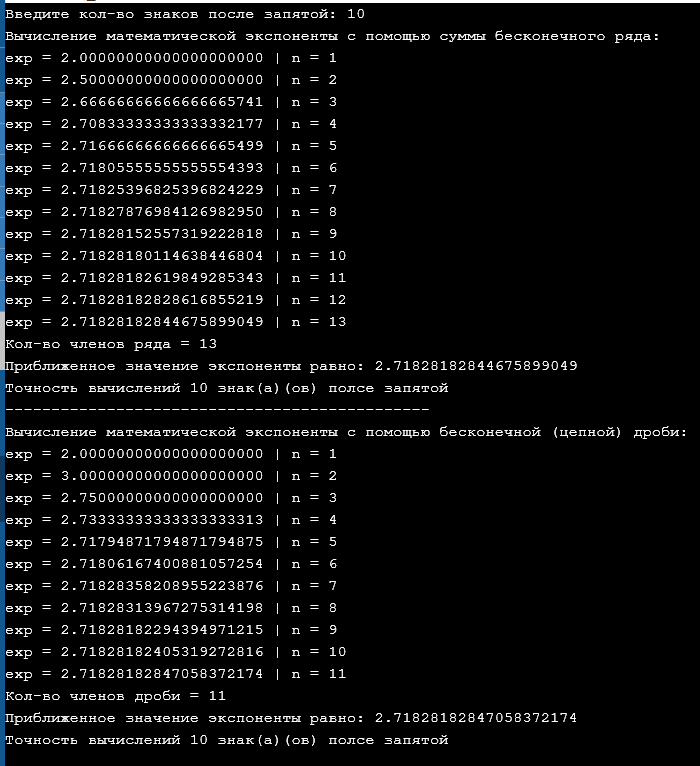 Введите кол-во знаков после запятой: 10
Вычисление математической экспоненты с помощью суммы бесконечного ряда:
exp = 2.00000000000000000000 | n = 1
exp = 2.50000000000000000000 | n = 2
exp = 2.66666666666666665741 | n = 3
exp = 2.70833333333333332177 | n = 4
exp = 2.71666666666666665499 | n = 5
exp = 2.71805555555555554393 | n = 6
exp = 2.71825396825396824229 | n = 7
exp = 2.71827876984126982950 | n = 8
exp = 2.71828152557319222818 | n = 9
exp = 2.71828180114638446804 | n = 10
exp = 2.71828182619849285343 | n = 11
exp = 2.71828182828616855219 | n = 12
exp = 2.71828182844675899049 | n = 13
Кол-во членов ряда = 13
Приближенное значение экспоненты равно: 2.71828182844675899049
Точность вычислений 10 знак(а)(ов) полсе запятой
-----------------------------------------------
Вычисление математической экспоненты с помощью бесконечной (цепной) дроби:
exp = 2.00000000000000000000 | n = 1
exp = 3.00000000000000000000 | n = 2
exp = 2.75000000000000000000 | n = 3
exp = 2.73333333333333333313 | n = 4
exp = 2.71794871794871794875 | n = 5
exp = 2.71806167400881057254 | n = 6
exp = 2.71828358208955223876 | n = 7
exp = 2.71828313967275314198 | n = 8
exp = 2.71828182294394971215 | n = 9
exp = 2.71828182405319272816 | n = 10
exp = 2.71828182847058372174 | n = 11
Кол-во членов дроби = 11
Приближенное значение экспоненты равно: 2.71828182847058372174
Точность вычислений 10 знак(а)(ов) полсе запятой